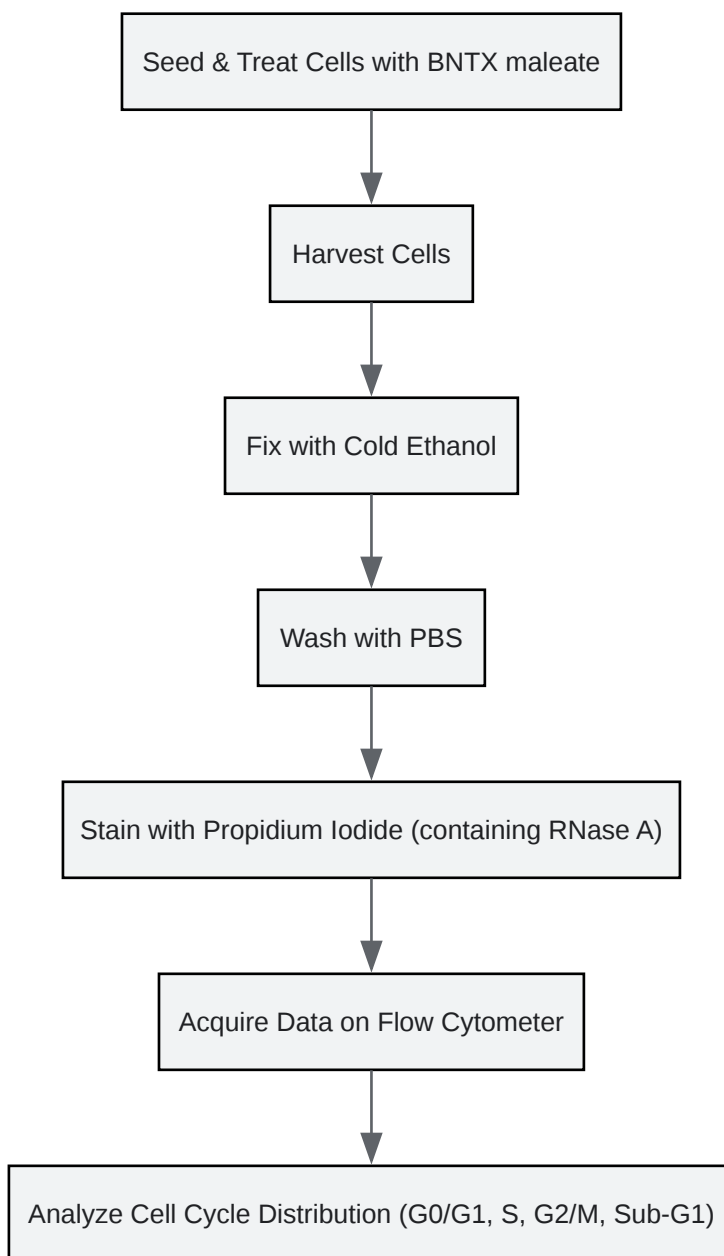 Seed & Treat Cells with BNTX maleate
Harvest Cells
Fix with Cold Ethanol
Wash with PBS
Stain with Propidium Iodide (containing RNase A)
Acquire Data on Flow Cytometer
Analyze Cell Cycle Distribution (G0/G1, S, G2/M, Sub-G1)